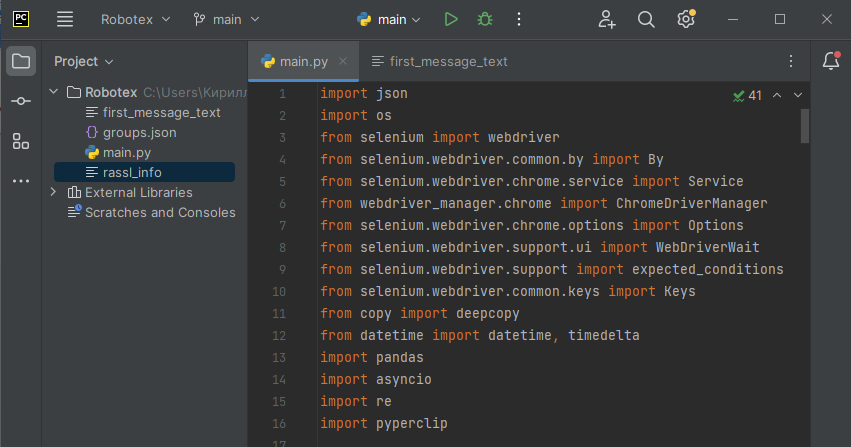 PC Robotex main main
Project
main.py
first_message_text
Robotex C:\Users\Кирилл
first_message_text
groups.json
main.py
rassl_info
External Libraries
Scratches and Consoles
41
1 import json
2 import os
3 from selenium import webdriver
4 from selenium.webdriver.common.by import By
5 from selenium.webdriver.chrome.service import Service
6 from webdriver_manager.chrome import ChromeDriverManager
7 from selenium.webdriver.chrome.options import Options
8 from selenium.webdriver.support.ui import WebDriverWait
9 from selenium.webdriver.support import expected_conditions
10 from selenium.webdriver.common.keys import Keys
11 from copy import deepcopy
12 from datetime import datetime, timedelta
13 import pandas
14 import asyncio
15 import re
16 import pyperclip
17